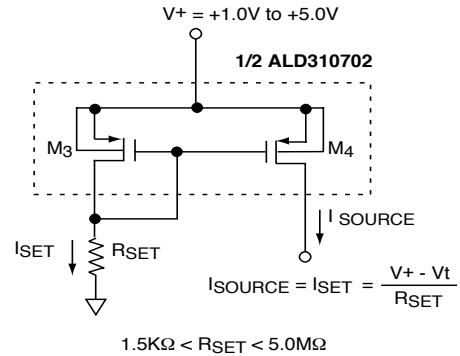 V+ = +1.0V to +5.0V
1/2 ALD310702
M3
M4
ISET
RSET
I SOURCE
ISOURCE = ISET = V+ - Vt
RSET
1.5KΩ < RSET < 5.0MΩ